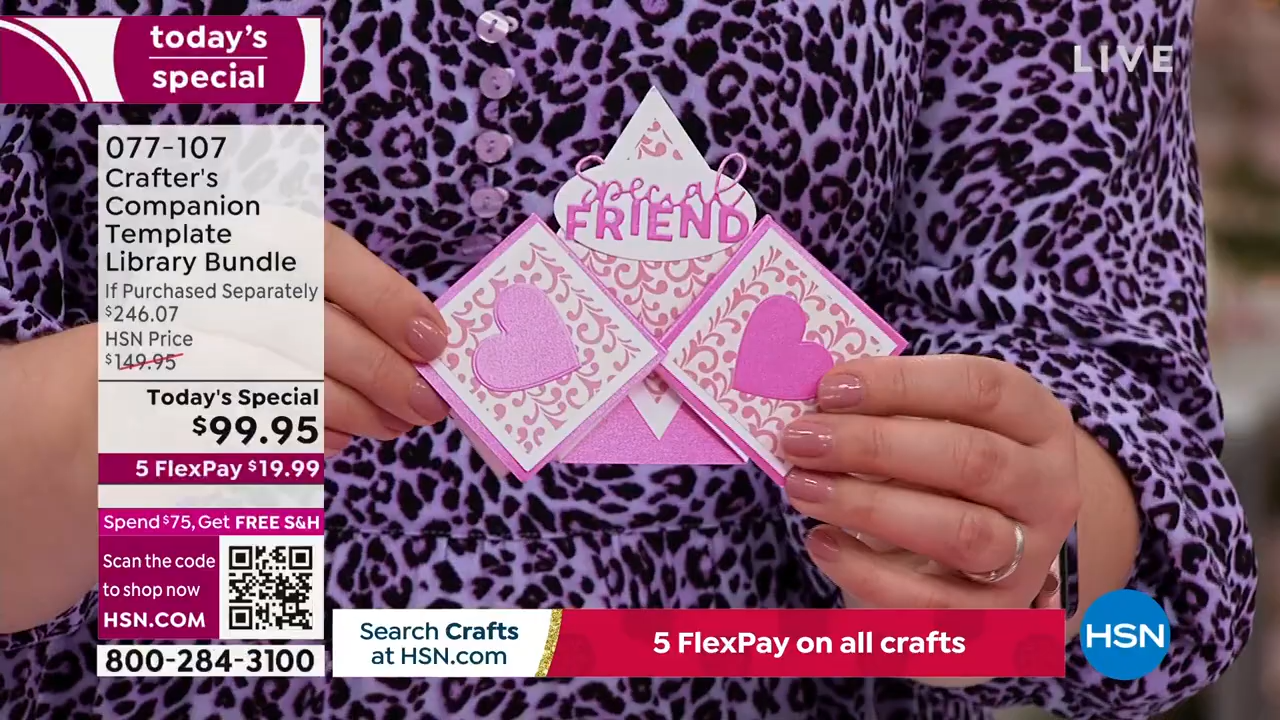 today's
special
LIVE
077-107
Crafter's
Companion
Template
Library Bundle
If Purchased Separately
$246.07
HSN Price
$149.95
Today's Special
$99.95
5 FlexPay $19.99
Spend $75, Get FREE S&H
Scan the code
to shop now
HSN.COM
800-284-3100
special
FRIEND
Search Crafts
at HSN.com
5 FlexPay on all crafts
HSN